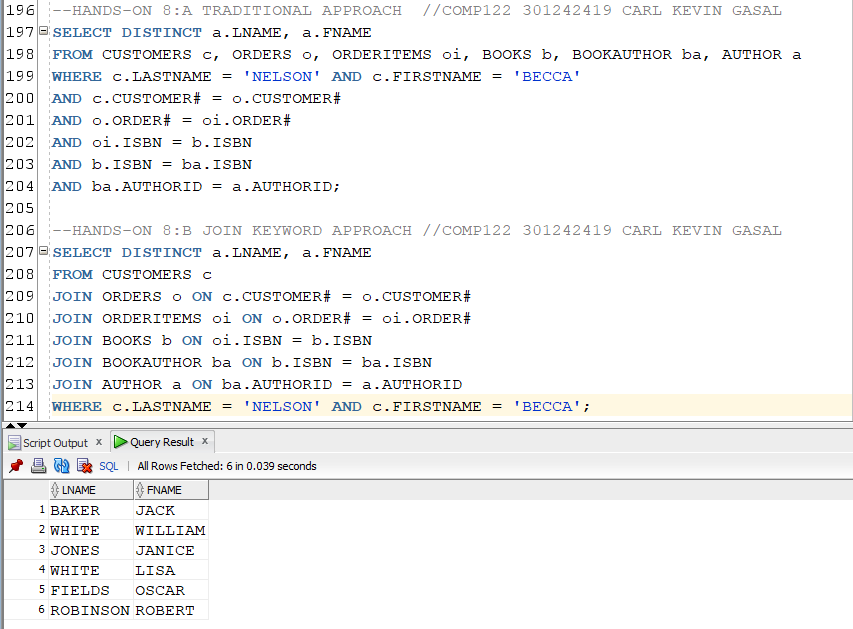 196 --HANDS-ON 8:A TRADITIONAL APPROACH  //COMP122 301242419 CARL KEVIN GASAL
197 SELECT DISTINCT a.LNAME, a.FNAME
198 FROM CUSTOMERS c, ORDERS o, ORDERITEMS oi, BOOKS b, BOOKAUTHOR ba, AUTHOR a
199 WHERE c.LASTNAME = 'NELSON' AND c.FIRSTNAME = 'BECCA'
200 AND c.CUSTOMER# = o.CUSTOMER#
201 AND o.ORDER# = oi.ORDER#
202 AND oi.ISBN = b.ISBN
203 AND b.ISBN = ba.ISBN
204 AND ba.AUTHORID = a.AUTHORID;
205
206 --HANDS-ON 8:B JOIN KEYWORD APPROACH //COMP122 301242419 CARL KEVIN GASAL
207 SELECT DISTINCT a.LNAME, a.FNAME
208 FROM CUSTOMERS c
209 JOIN ORDERS o ON c.CUSTOMER# = o.CUSTOMER#
210 JOIN ORDERITEMS oi ON o.ORDER# = oi.ORDER#
211 JOIN BOOKS b ON oi.ISBN = b.ISBN
212 JOIN BOOKAUTHOR ba ON b.ISBN = ba.ISBN
213 JOIN AUTHOR a ON ba.AUTHORID = a.AUTHORID
214 WHERE c.LASTNAME = 'NELSON' AND c.FIRSTNAME = 'BECCA';
Script Output x Query Result x
SQL | All Rows Fetched: 6 in 0.039 seconds
LNAME FNAME
1 BAKER JACK
2 WHITE WILLIAM
3 JONES JANICE
4 WHITE LISA
5 FIELDS OSCAR
6 ROBINSON ROBERT